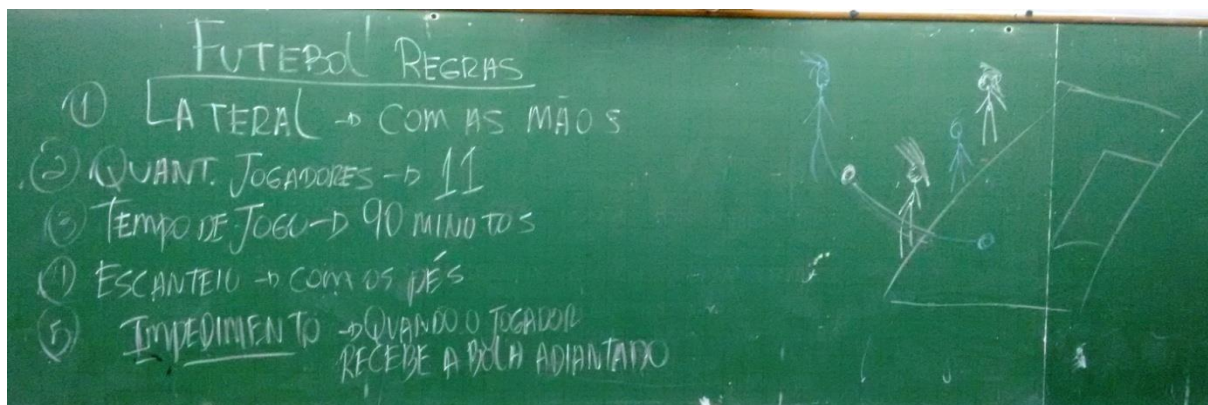 FUTEBOL REGRAS
① LATERAL → COM AS MÃOS
② QUANT. JOGADORES → 11
③ TEMPO DE JOGO → 90 MINUTOS
④ ESCANTEIO → COM OS PÉS
⑤ IMPEDIMENTO → QUANDO O JOGADOR
RECEBE A BOLA ADIANTADO